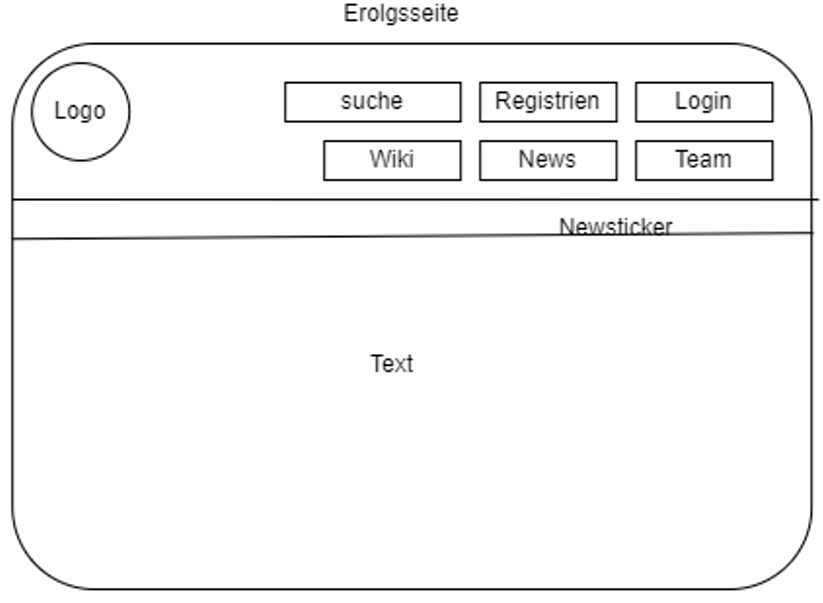 Erolgsseite
Logo
suche Registrien Login
Wiki News Team
Newsticker
Text